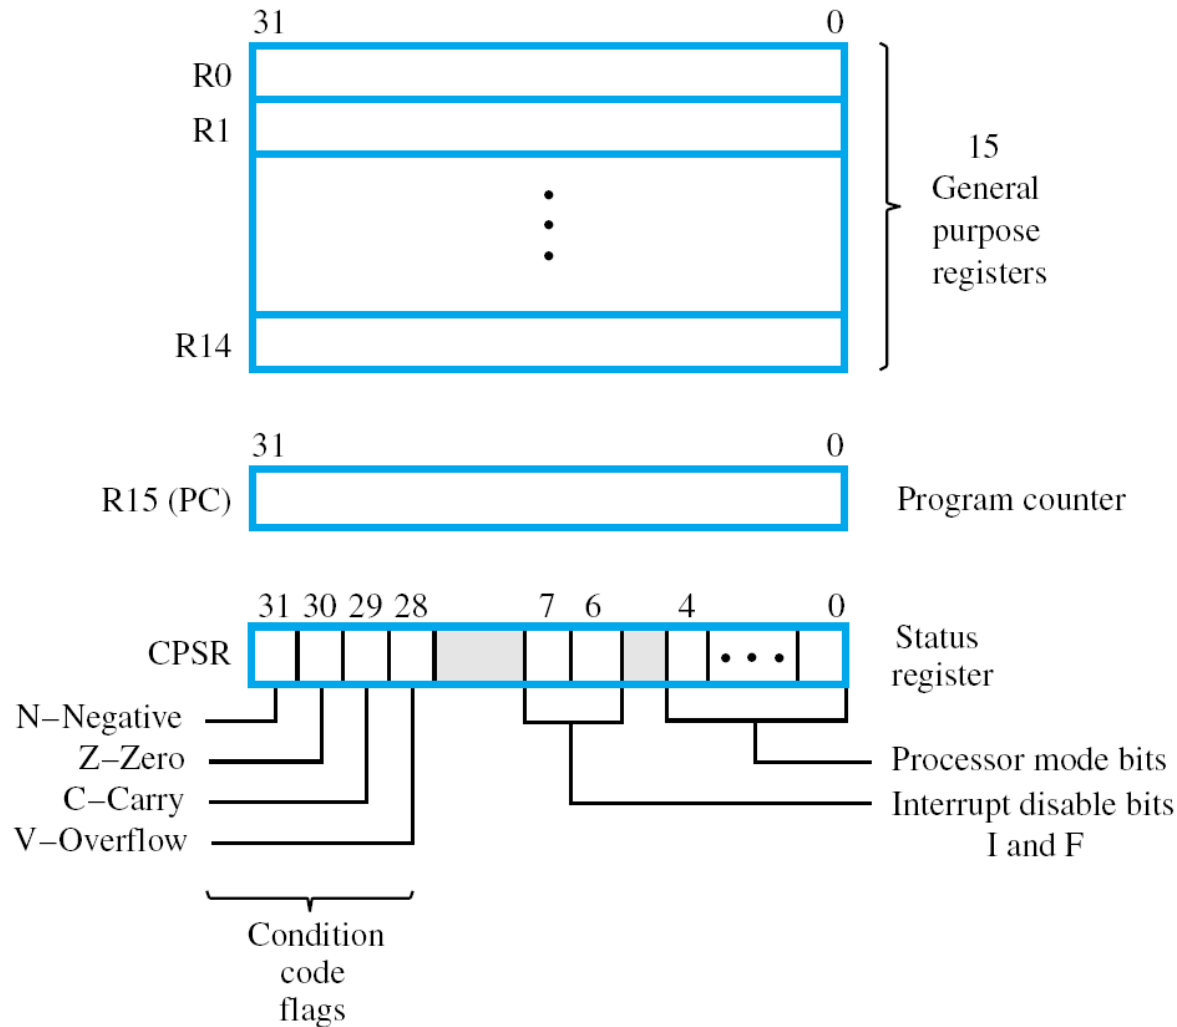 31 0
R0
R1
15
General
purpose
registers
R14
31 0
R15 (PC) Program counter
31 30 29 28 7 6 4 0
CPSR
Status
register
N–Negative
Z–Zero
C–Carry
V–Overflow
Processor mode bits
Interrupt disable bits
I and F
Condition
code
flags